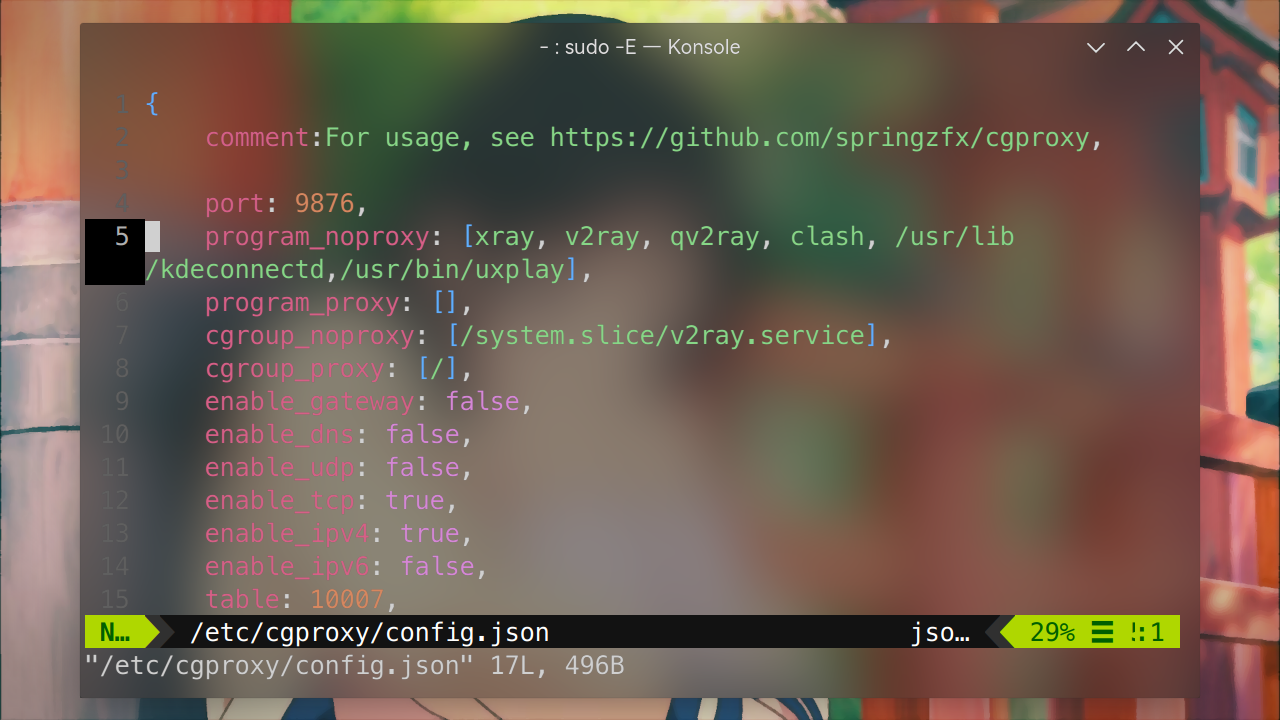 - : sudo -E — Konsole
1 {
2 comment:For usage, see https://github.com/springzfx/cgproxy,
3
4 port: 9876,
5 program_noproxy: [xray, v2ray, qv2ray, clash, /usr/lib
/kdeconnectd,/usr/bin/uxplay],
6 program_proxy: [],
7 cgroup_noproxy: [/system.slice/v2ray.service],
8 cgroup_proxy: [/],
9 enable_gateway: false,
10 enable_dns: false,
11 enable_udp: false,
12 enable_tcp: true,
13 enable_ipv4: true,
14 enable_ipv6: false,
15 table: 10007,
N… /etc/cgproxy/config.json jso… 29% ☰ !:1
"/etc/cgproxy/config.json" 17L, 496B